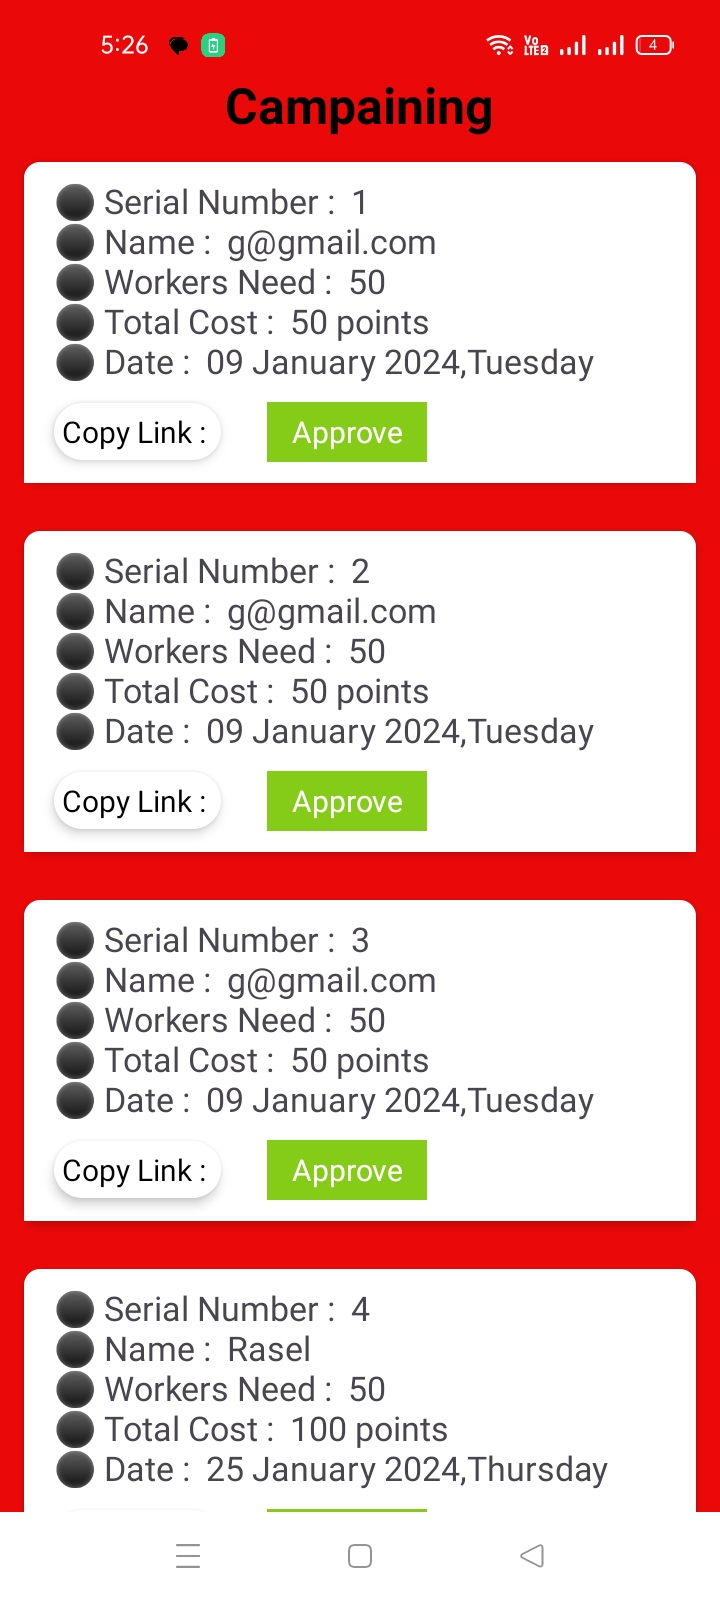 5:26 Vo LTE2 4
Campaining
Serial Number : 1
Name : g@gmail.com
Workers Need : 50
Total Cost : 50 points
Date : 09 January 2024,Tuesday
Copy Link : Approve
Serial Number : 2
Name : g@gmail.com
Workers Need : 50
Total Cost : 50 points
Date : 09 January 2024,Tuesday
Copy Link : Approve
Serial Number : 3
Name : g@gmail.com
Workers Need : 50
Total Cost : 50 points
Date : 09 January 2024,Tuesday
Copy Link : Approve
Serial Number : 4
Name : Rasel
Workers Need : 50
Total Cost : 100 points
Date : 25 January 2024,Thursday